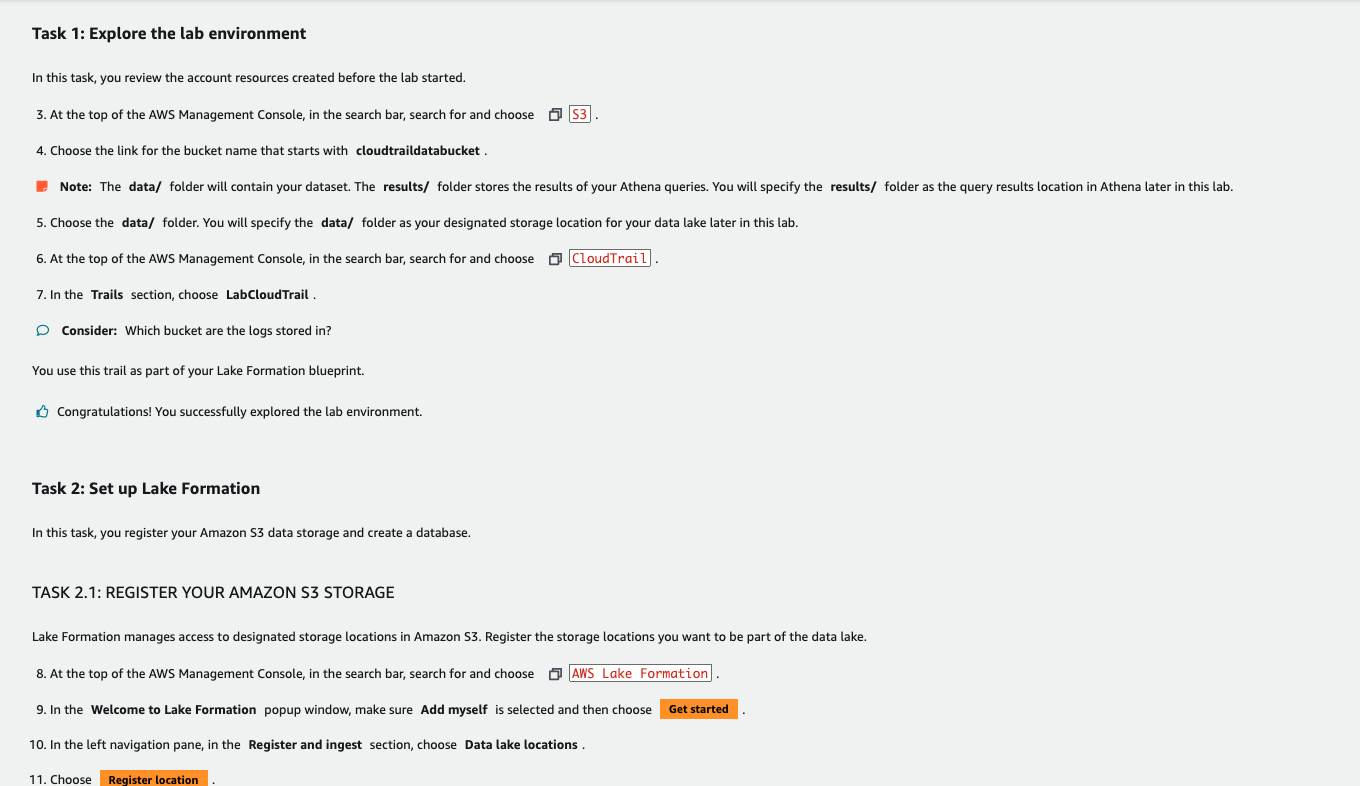 Task 1: Explore the lab environment
In this task, you review the account resources created before the lab started.
3. At the top of the AWS Management Console, in the search bar, search for and choose S3 .
4. Choose the link for the bucket name that starts with cloudtraildatabucket .
Note: The data/ folder will contain your dataset. The results/ folder stores the results of your Athena queries. You will specify the results/ folder as the query results location in Athena later in this lab.
5. Choose the data/ folder. You will specify the data/ folder as your designated storage location for your data lake later in this lab.
6. At the top of the AWS Management Console, in the search bar, search for and choose CloudTrail .
7. In the Trails section, choose LabCloudTrail .
Consider: Which bucket are the logs stored in?
You use this trail as part of your Lake Formation blueprint.
Congratulations! You successfully explored the lab environment.
Task 2: Set up Lake Formation
In this task, you register your Amazon S3 data storage and create a database.
TASK 2.1: REGISTER YOUR AMAZON S3 STORAGE
Lake Formation manages access to designated storage locations in Amazon S3. Register the storage locations you want to be part of the data lake.
8. At the top of the AWS Management Console, in the search bar, search for and choose AWS Lake Formation .
9. In the Welcome to Lake Formation popup window, make sure Add myself is selected and then choose Get started .
10. In the left navigation pane, in the Register and ingest section, choose Data lake locations .
11. Choose Register location .